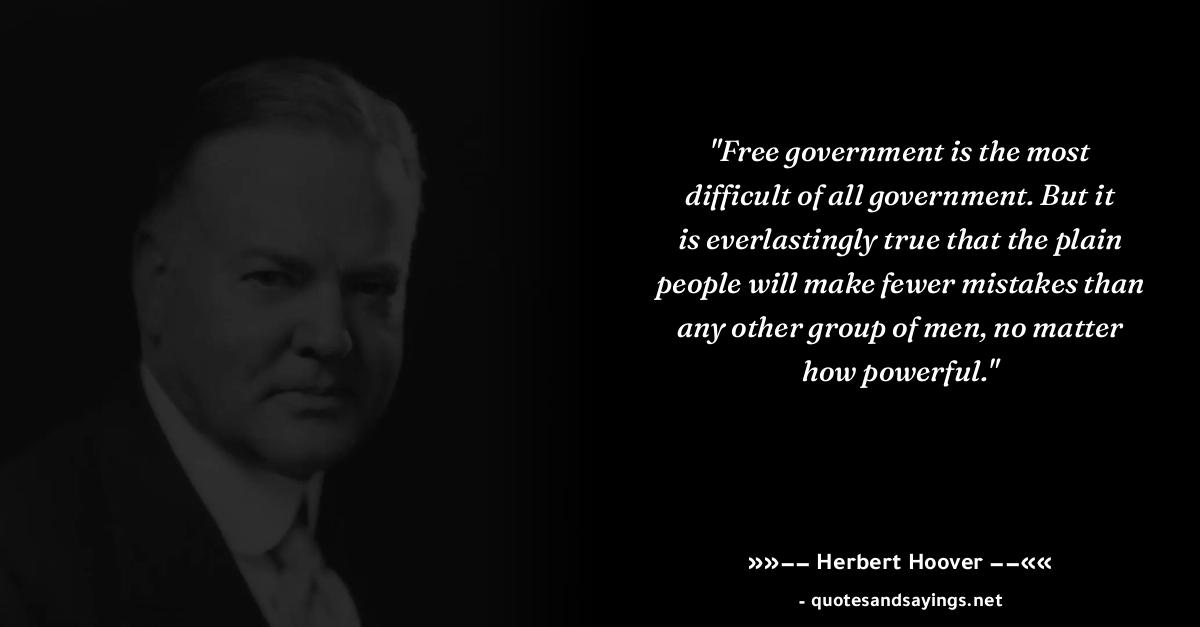 "Free government is the most
difficult of all government. But it
is everlastingly true that the plain
people will make fewer mistakes than
any other group of men, no matter
how powerful."
»»−− Herbert Hoover −−««
- quotesandsayings.net